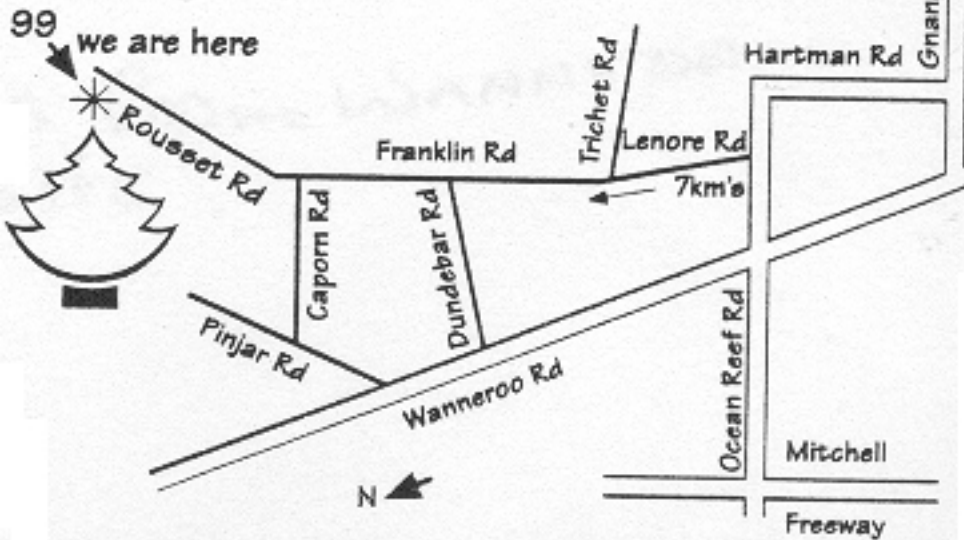 99
we are here
Rousset Rd
Franklin Rd
Trichet Rd
Lenore Rd
Hartman Rd
Gnan
7km's
Caporn Rd
Dundebar Rd
Pinjar Rd
Wanneroo Rd
Ocean Reef Rd
N
Mitchell
Freeway